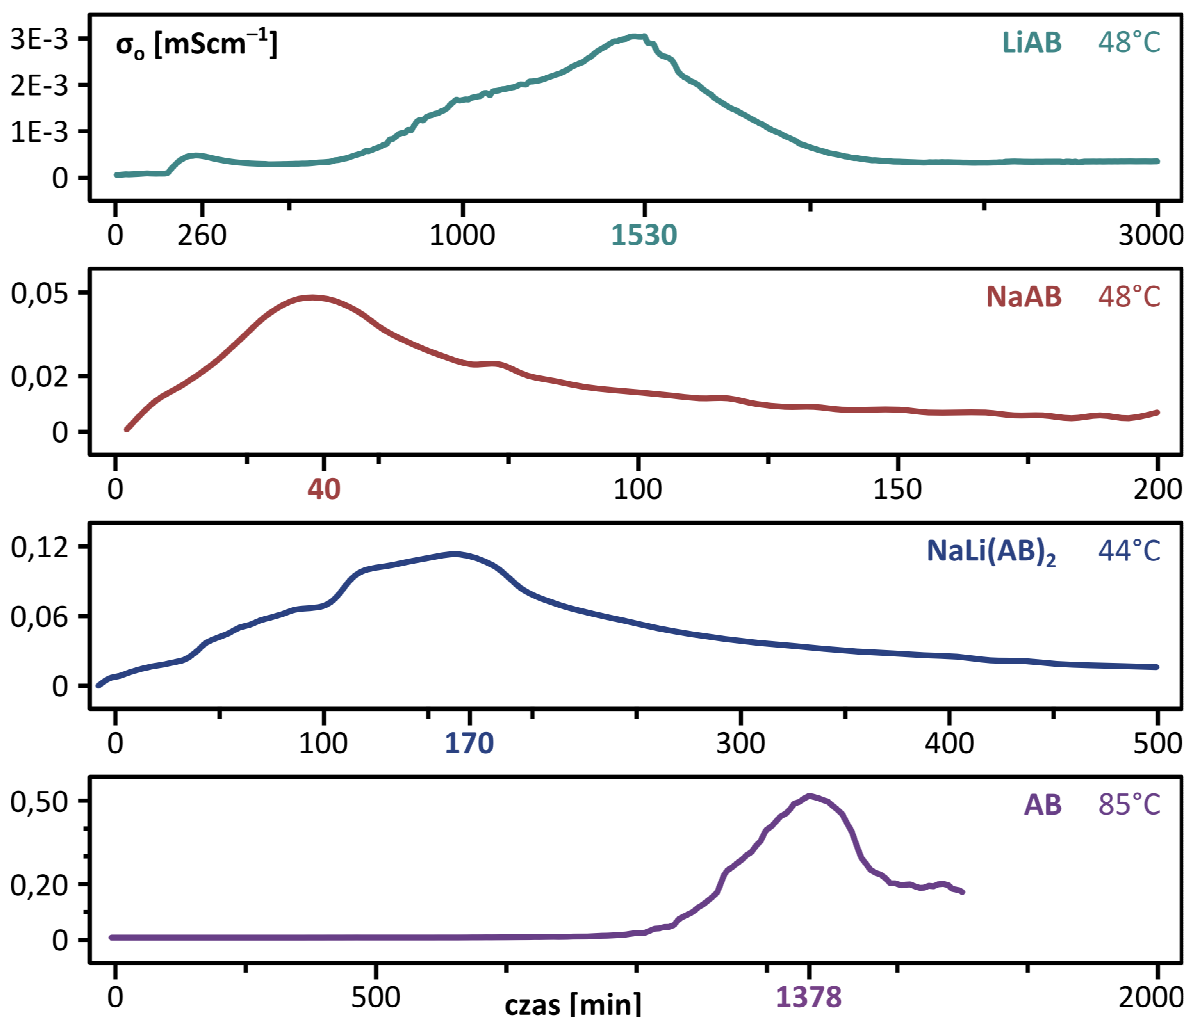 σₒ [mScm⁻¹]
LiAB 48°C
3E-3
2E-3
1E-3
0
0 260 1000 1530 3000
NaAB 48°C
0,05
0,02
0
0 40 100 150 200
NaLi(AB)₂ 44°C
0,12
0,06
0
0 100 170 300 400 500
AB 85°C
0,50
0,20
0
0 500 1378 2000
czas [min]